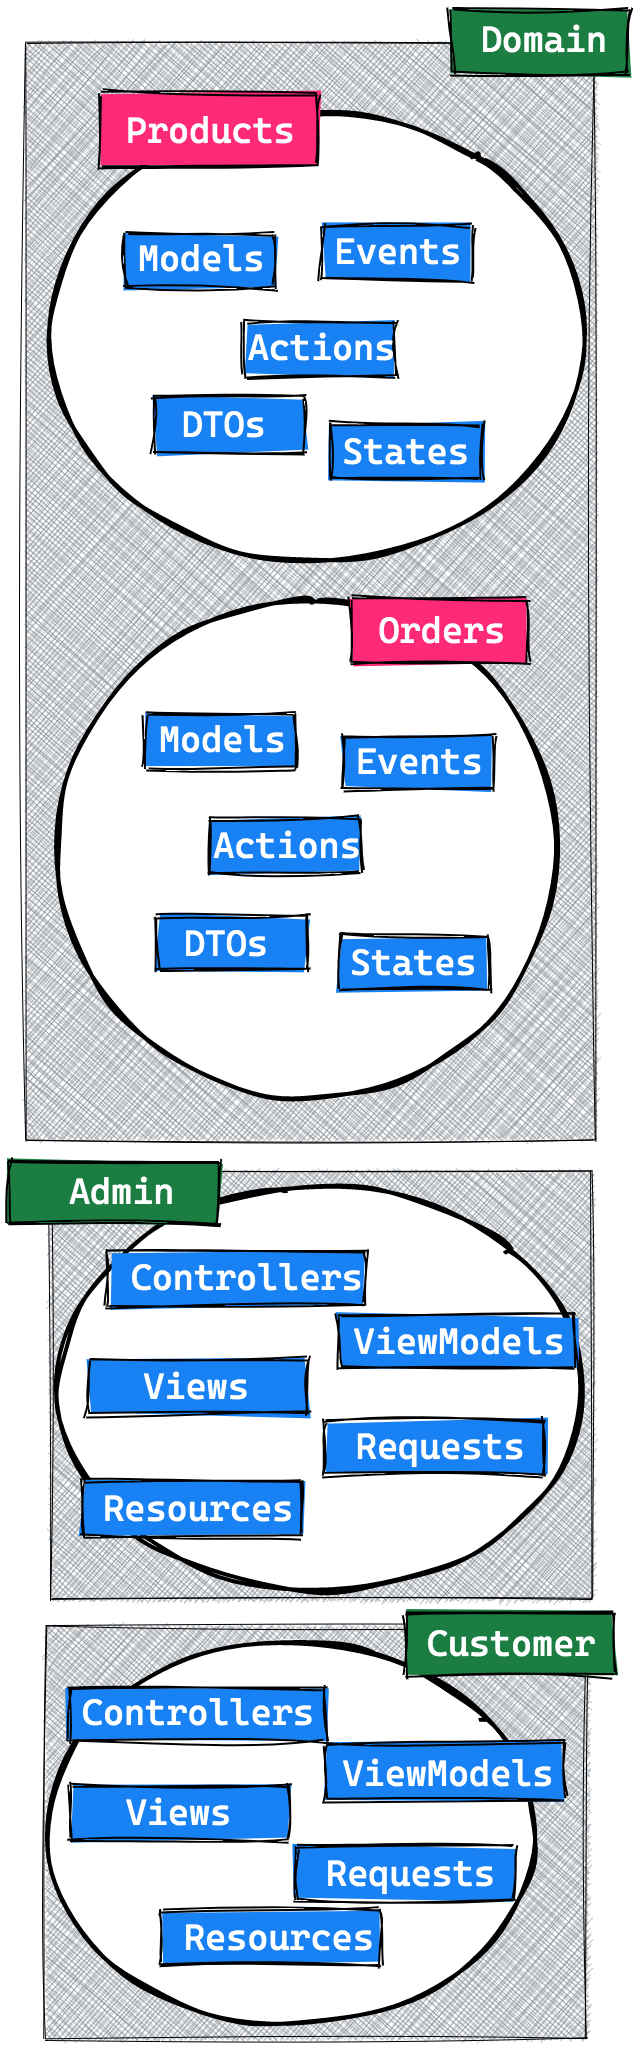 Domain
Products
Models
Events
Actions
DTOs
States
Orders
Models
Events
Actions
DTOs
States
Admin
Controllers
ViewModels
Views
Requests
Resources
Customer
Controllers
ViewModels
Views
Requests
Resources